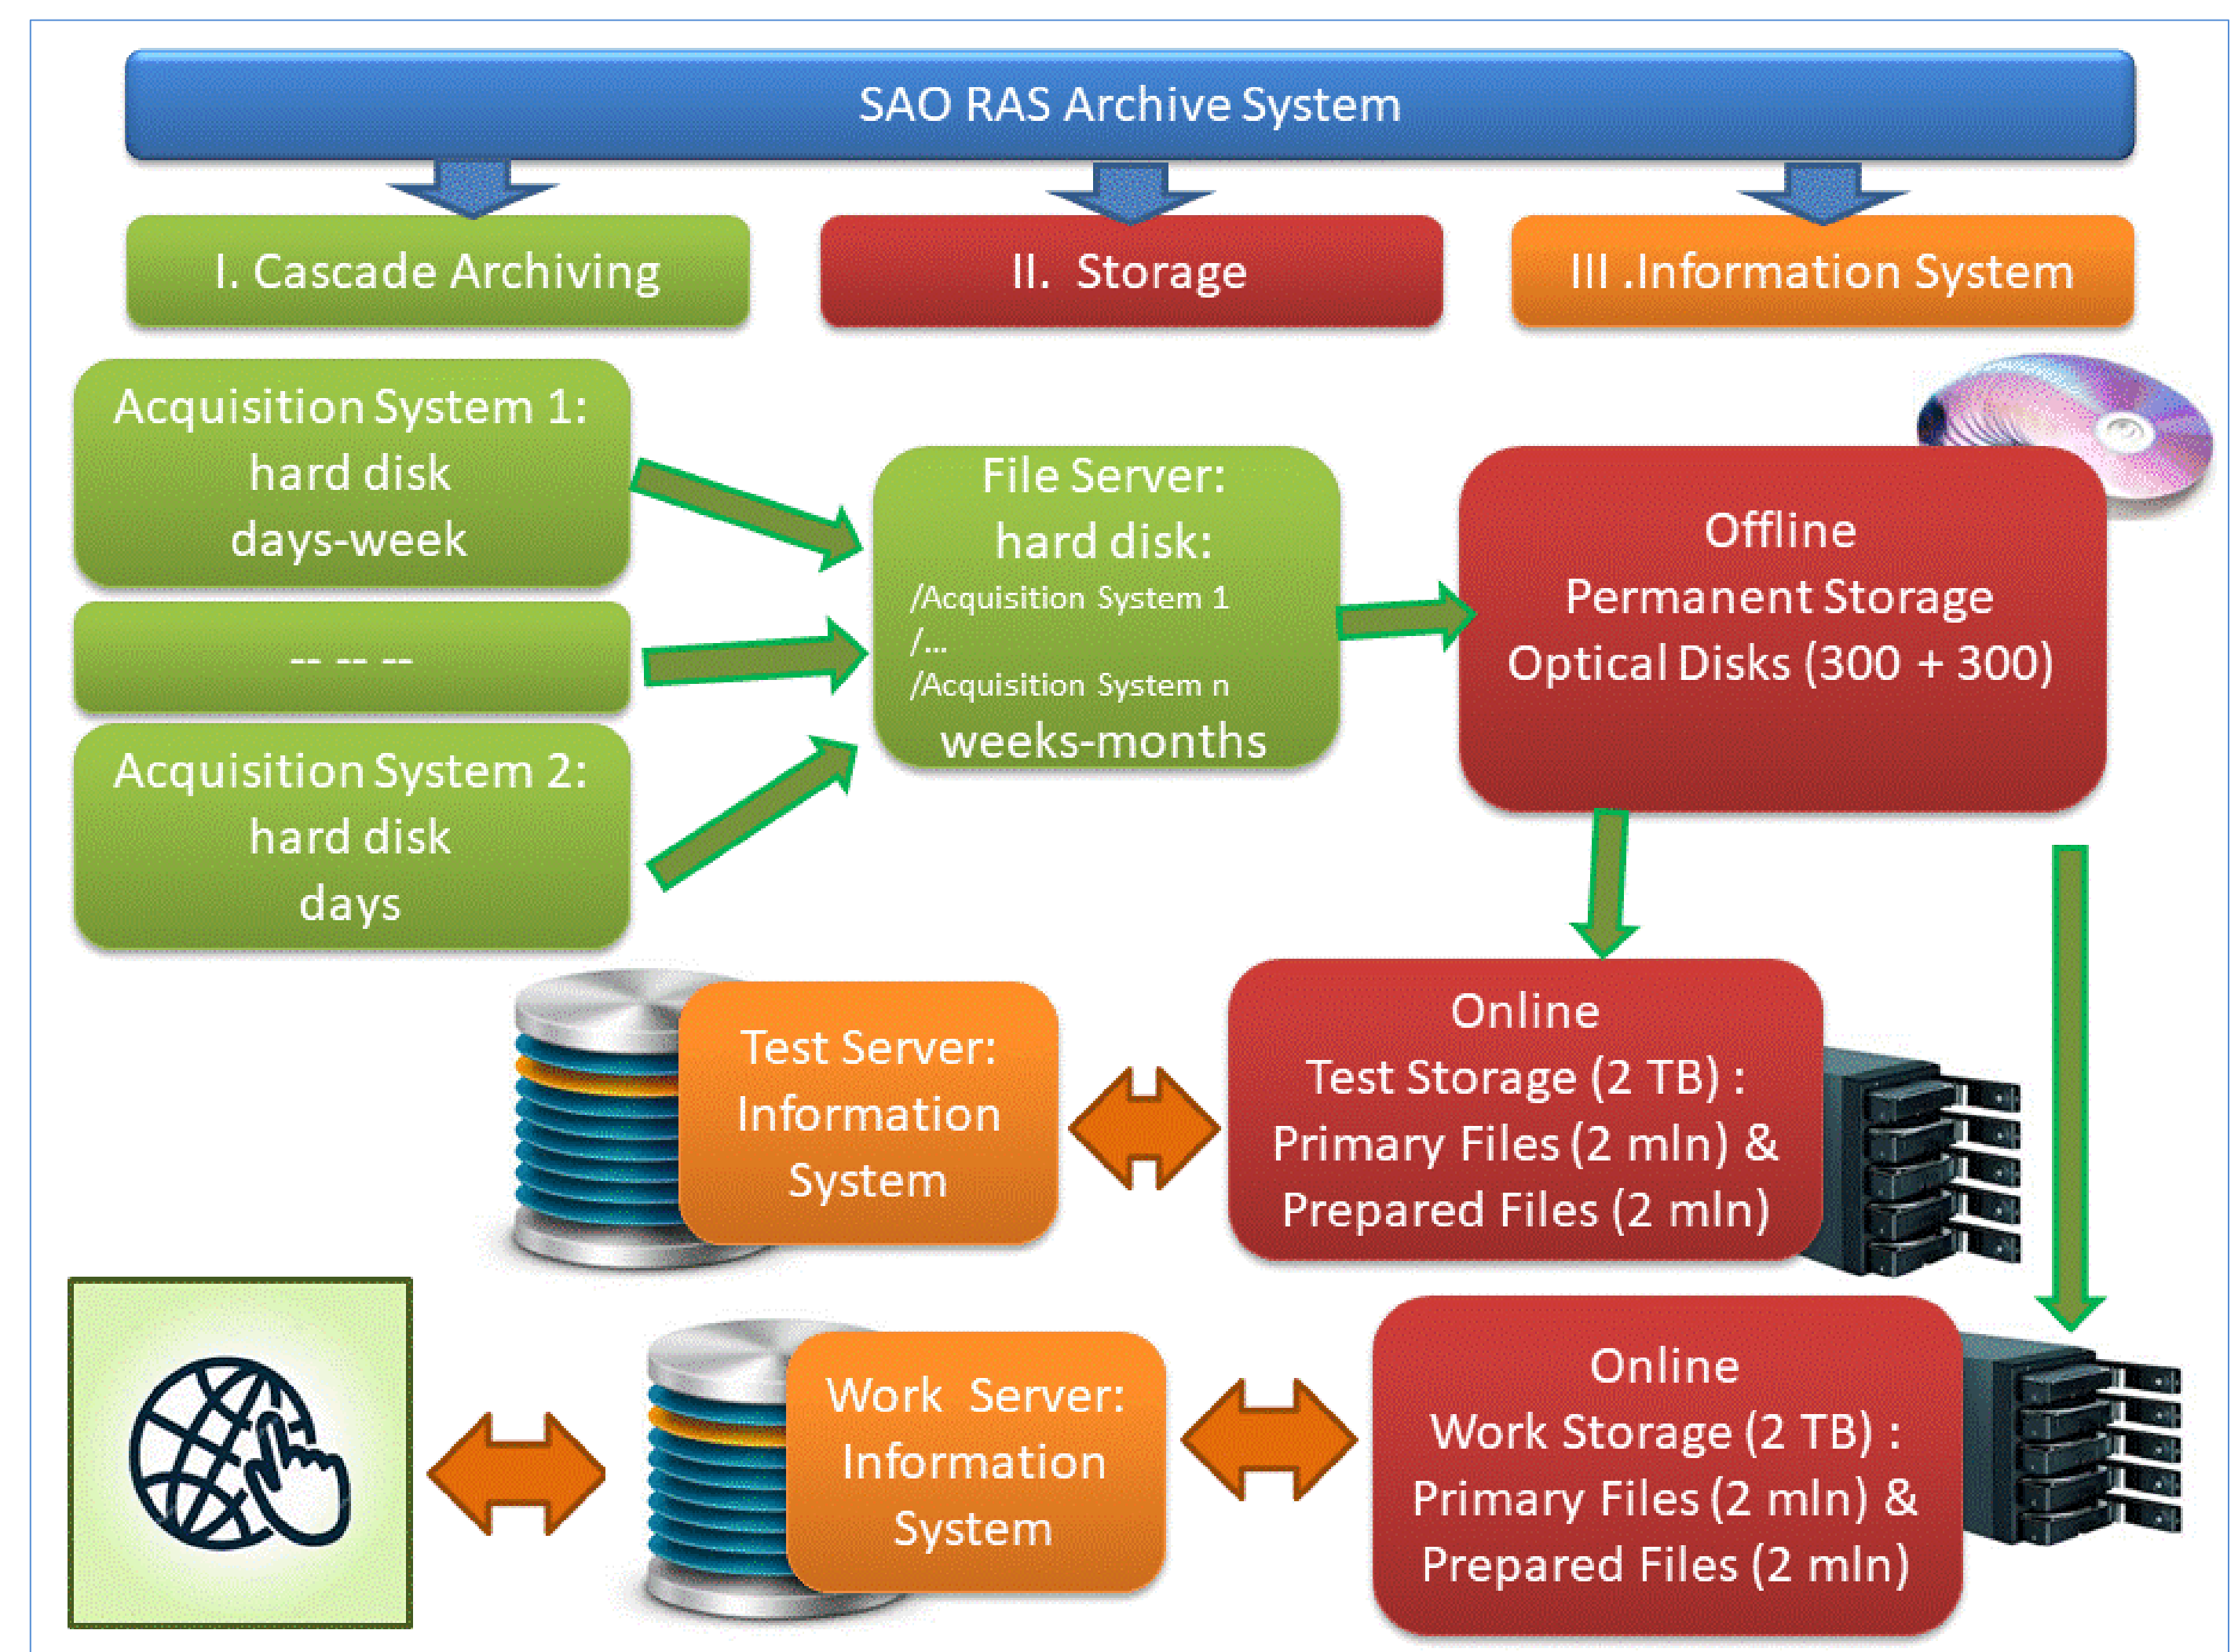 SAO RAS Archive System
I. Cascade Archiving
II.  Storage
III .Information System
Acquisition System 1:
hard disk
days-week
-- -- --
Acquisition System 2:
hard disk
days
File Server:
hard disk:
/Acquisition System 1
/...
/Acquisition System n
weeks-months
Offline
Permanent Storage
Optical Disks (300 + 300)
Test Server:
Information
System
Online
Test Storage (2 TB) :
Primary Files (2 mln) &
Prepared Files (2 mln)
Work  Server:
Information
System
Online
Work Storage (2 TB) :
Primary Files (2 mln) &
Prepared Files (2 mln)